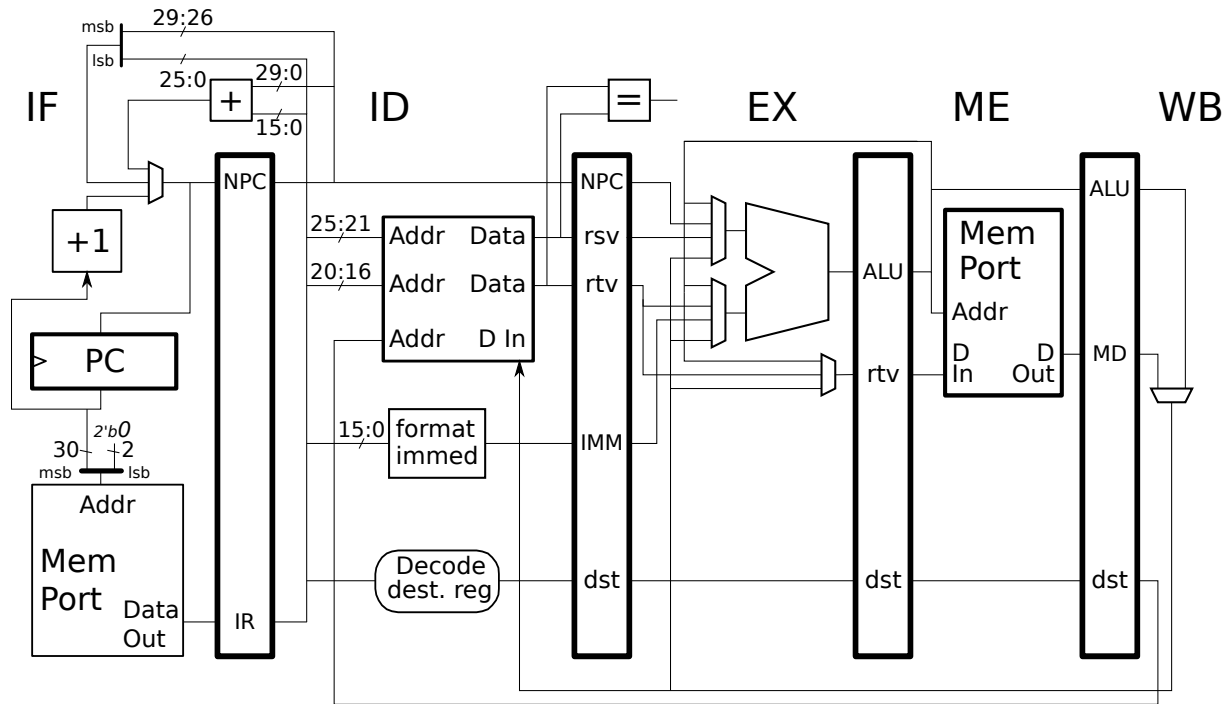 29:26
msb
lsb
25:0
29:0
+
15:0
=
IF
ID
EX
ME
WB
NPC
NPC
ALU
+1
25:21
Addr
Data
rsv
Mem
Port
20:16
Addr
Data
rtv
ALU
Addr
Addr
D In
PC
D
In
D
Out
MD
rtv
2'b0
30
2
msb
lsb
15:0
format
immed
IMM
Addr
Mem
Port
Data
Out
Decode
dest. reg
dst
dst
dst
IR